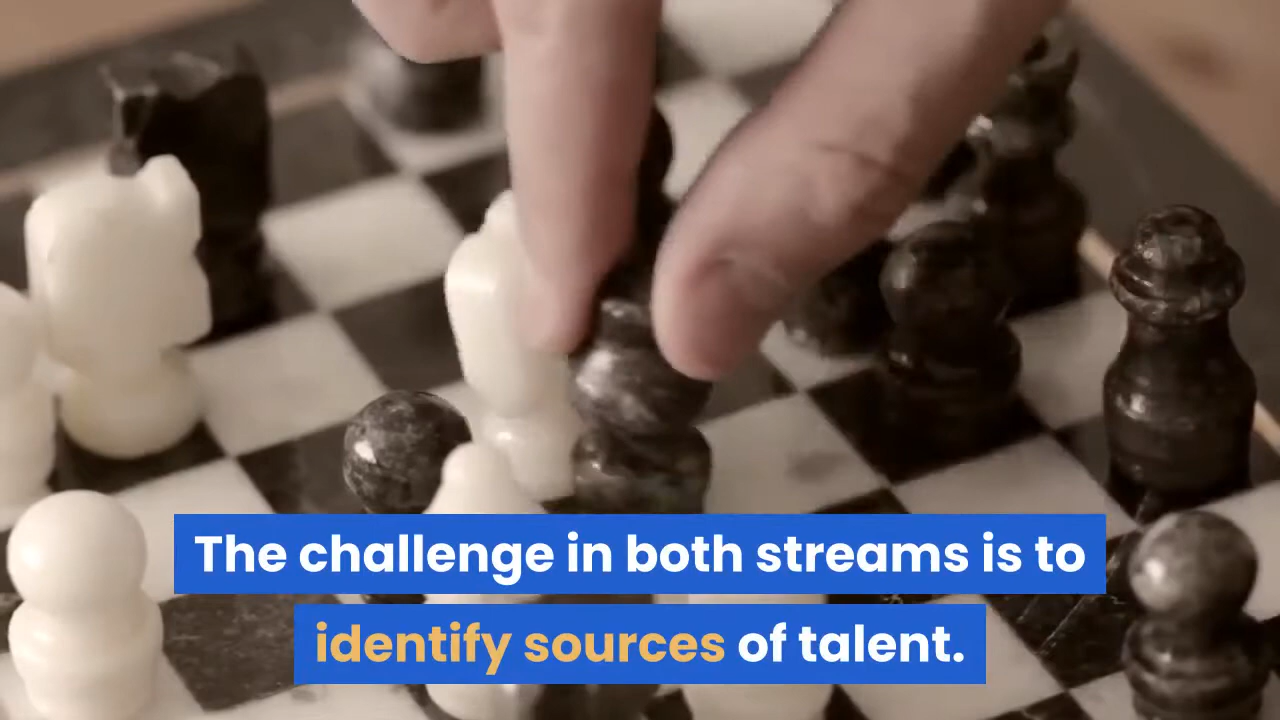 The challenge in both streams is to
identify sources of talent.